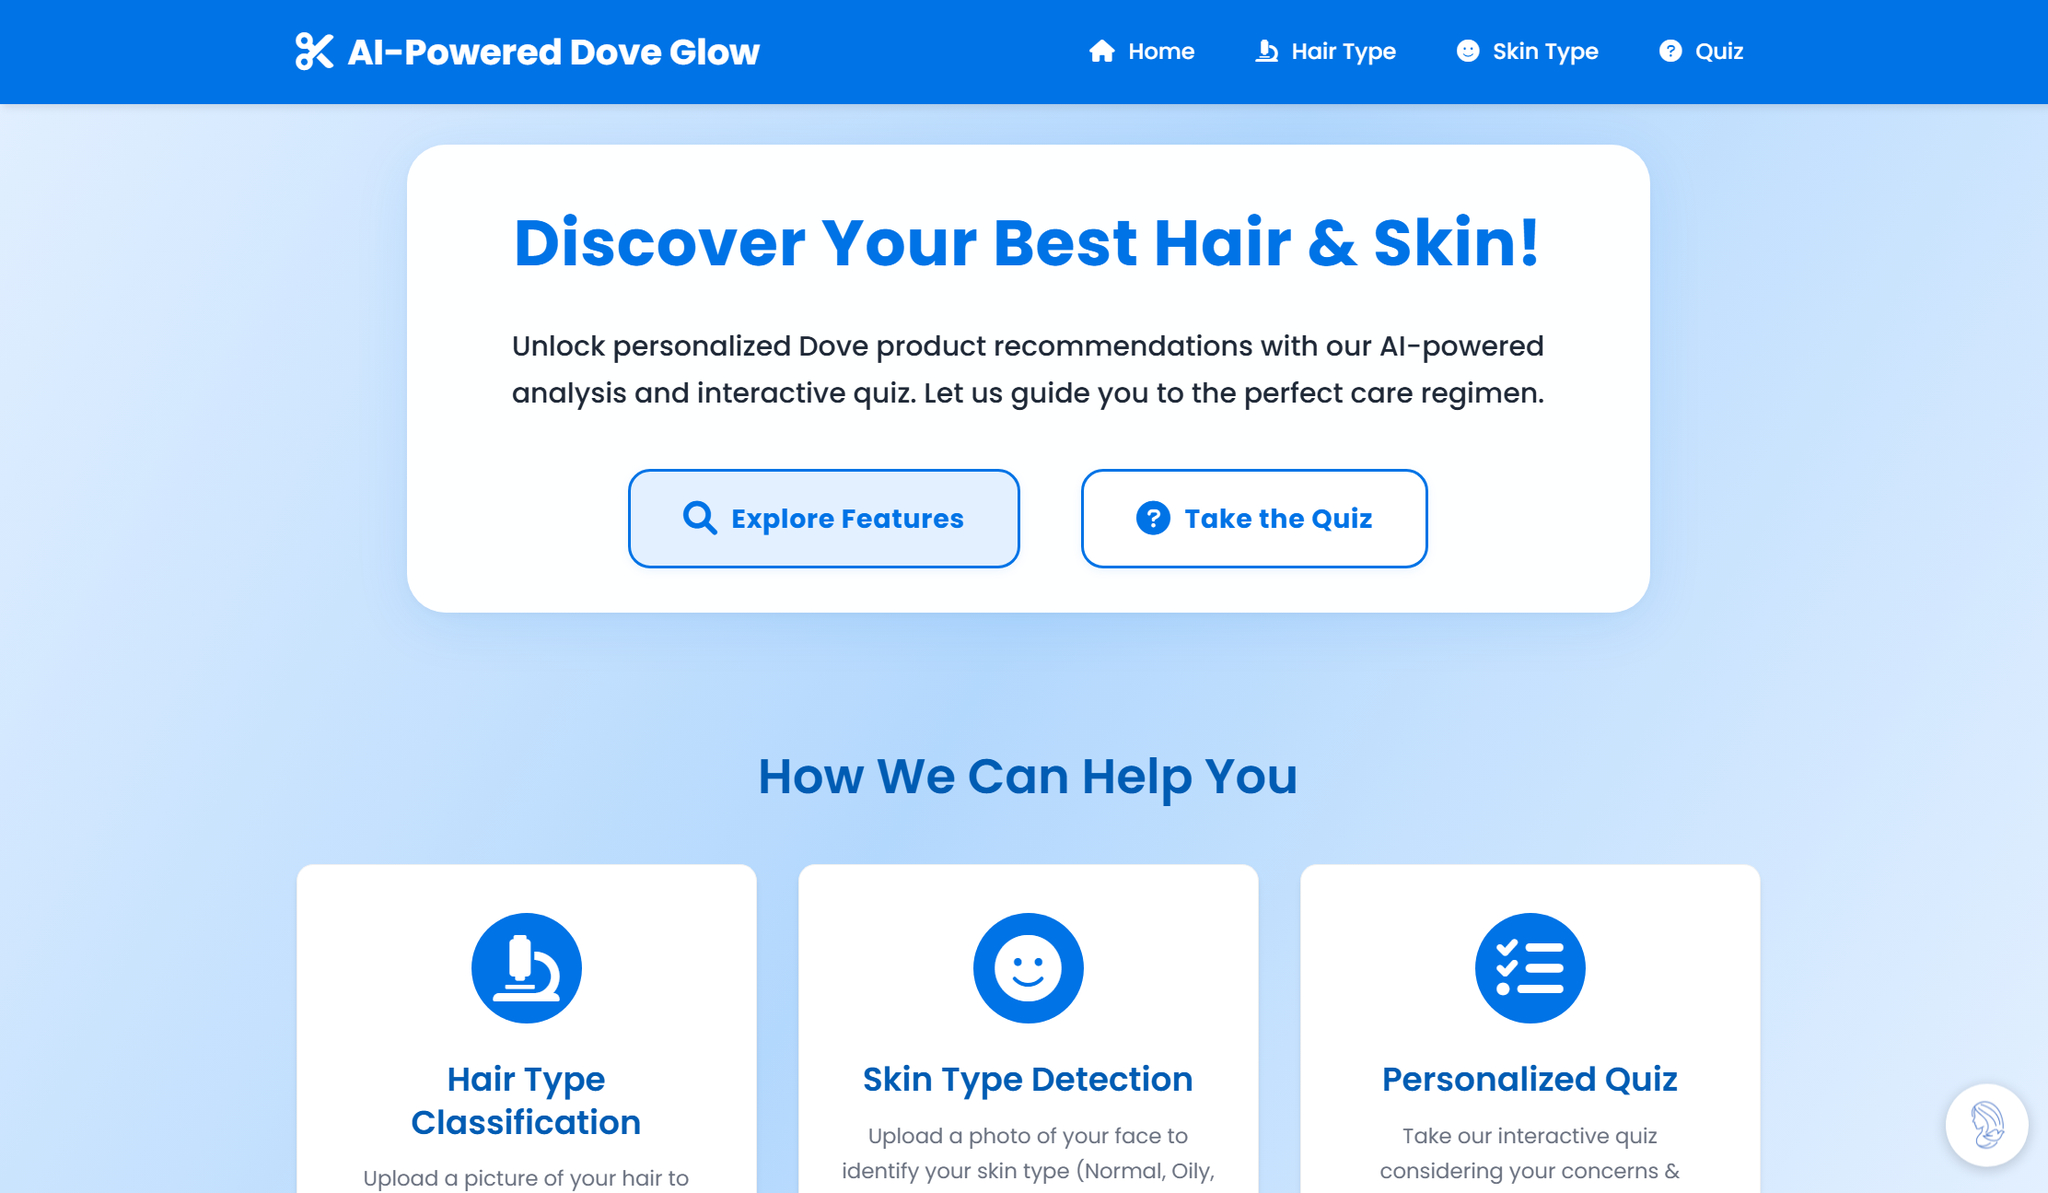 AI-Powered Dove Glow
Home
Hair Type
Skin Type
Quiz
Discover Your Best Hair & Skin!
Unlock personalized Dove product recommendations with our AI-powered
analysis and interactive quiz. Let us guide you to the perfect care regimen.
Explore Features
Take the Quiz
How We Can Help You
Hair Type
Classification
Upload a picture of your hair to
Skin Type Detection
Upload a photo of your face to
identify your skin type (Normal, Oily,
Personalized Quiz
Take our interactive quiz
considering your concerns &